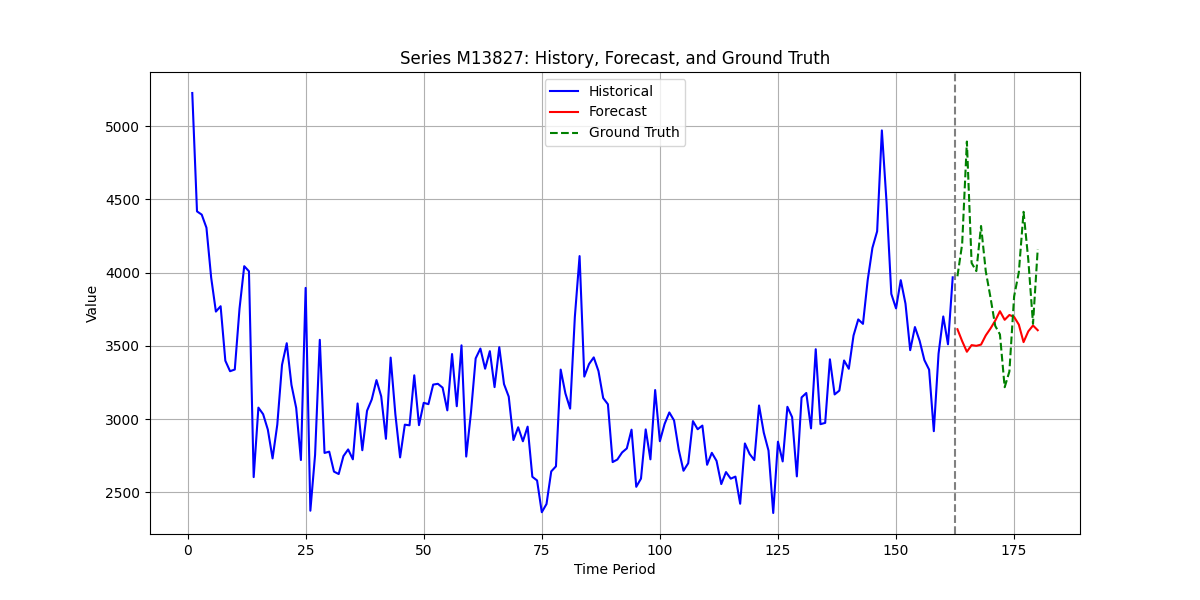 Series M13827: History, Forecast, and Ground Truth
Historical
Forecast
Ground Truth
5000
4500
4000
3500
3000
2500
Value
0 25 50 75 100 125 150 175
Time Period